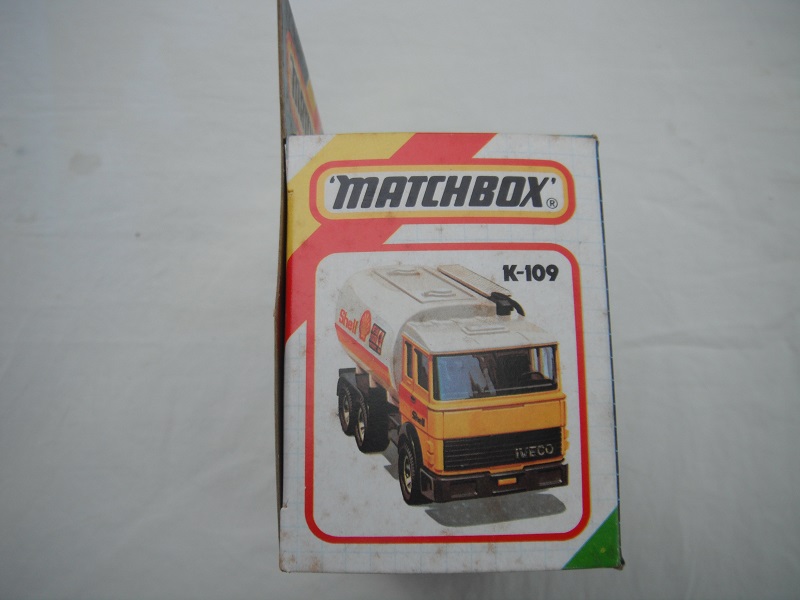 'MATCHBOX'®
K-109
Shell
Shell
IVECO